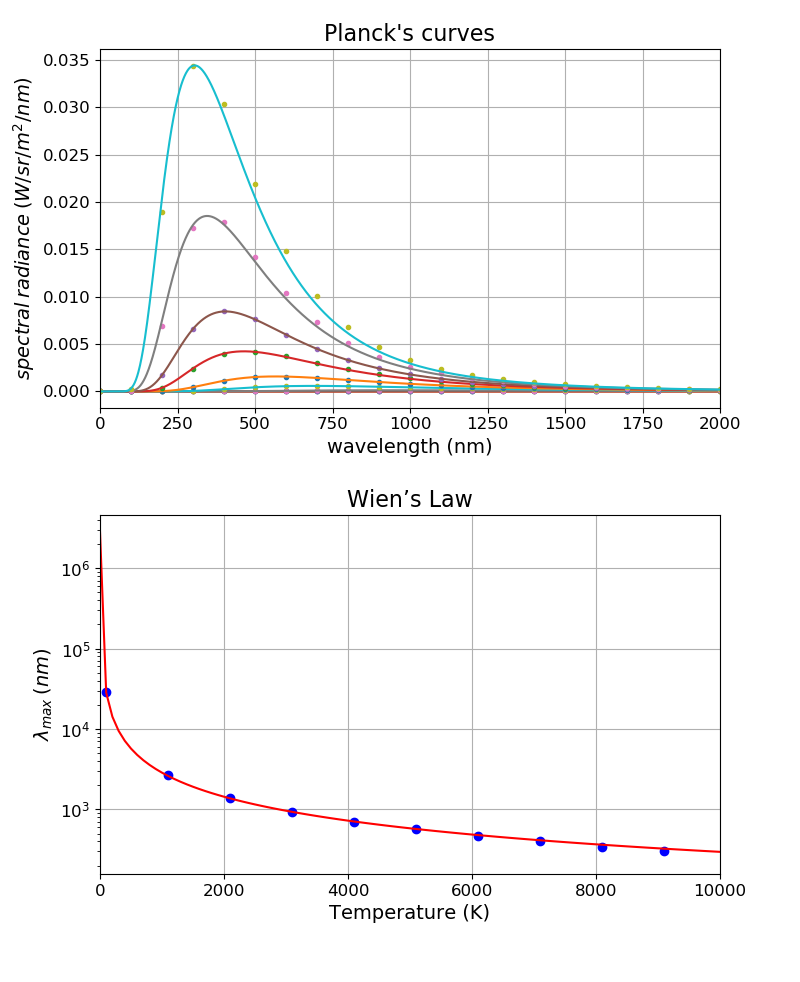 Planck's curves
0.035
0.030
0.025
0.020
0.015
0.010
0.005
0.000
spectral radiance (W/sr/m²/nm)
0 250 500 750 1000 1250 1500 1750 2000
wavelength (nm)
Wien’s Law
10⁶
10⁵
10⁴
10³
λmax (nm)
0 2000 4000 6000 8000 10000
Temperature (K)